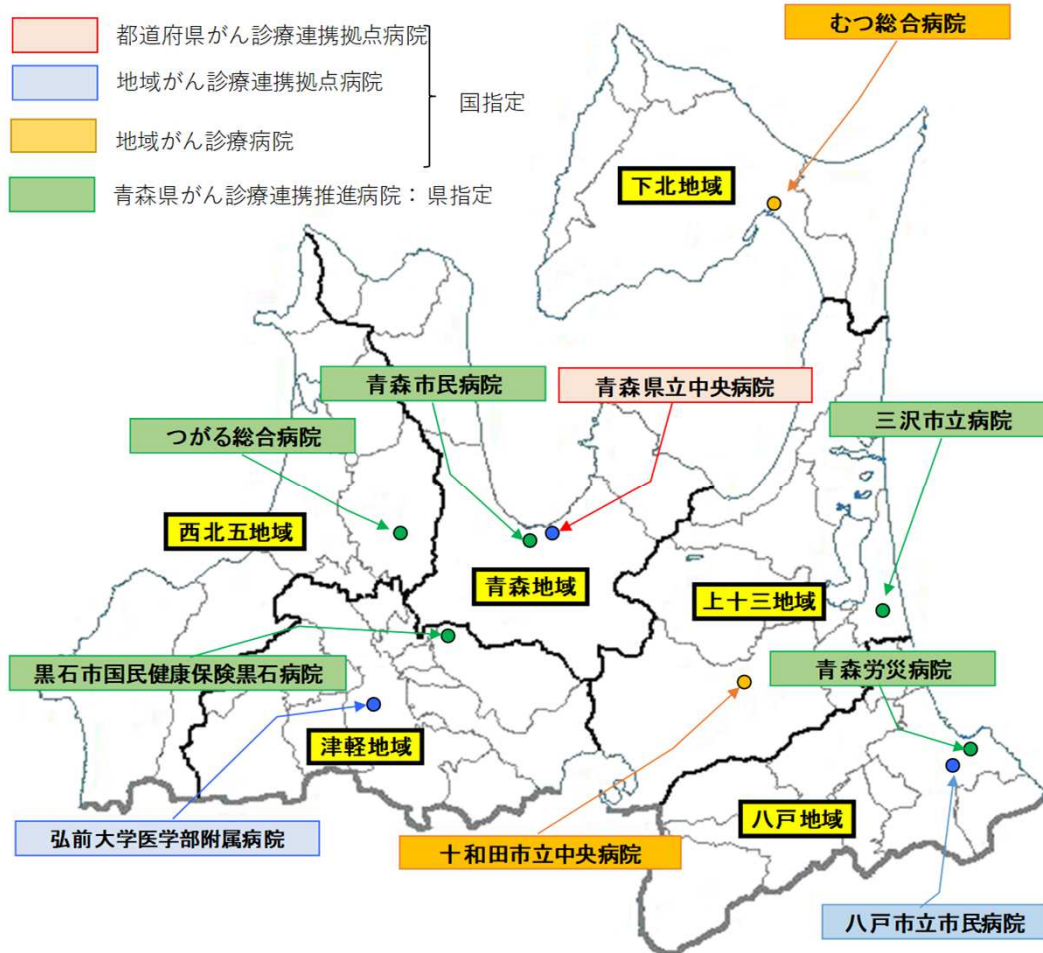 都道府県がん診療連携拠点病院
地域がん診療連携拠点病院
国指定
地域がん診療病院
青森県がん診療連携推進病院：県指定
むつ総合病院
下北地域
青森市民病院
青森県立中央病院
三沢市立病院
つがる総合病院
西北五地域
青森地域
上十三地域
黒石市国民健康保険黒石病院
青森労災病院
津軽地域
八戸地域
弘前大学医学部附属病院
十和田市立中央病院
八戸市立市民病院